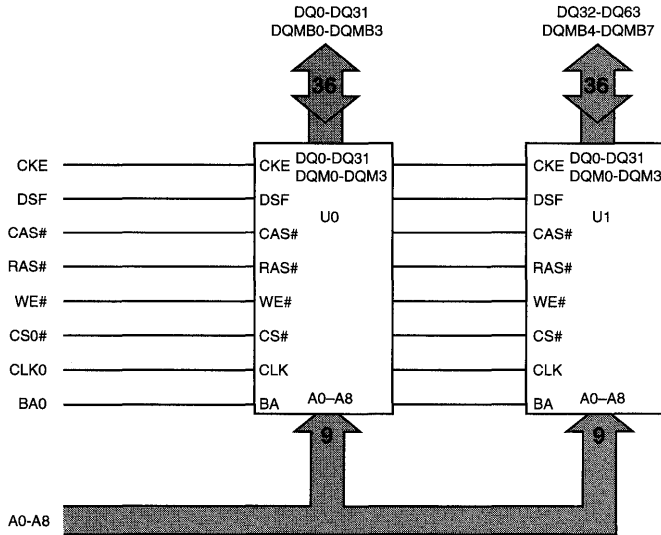 DQ0-DQ31
DQMB0-DQMB3
DQ32-DQ63
DQMB4-DQMB7
36
36
CKE
CKE
DQ0-DQ31
DQM0-DQM3
CKE
DQ0-DQ31
DQM0-DQM3
DSF
DSF
DSF
U0
U1
CAS#
CAS#
CAS#
RAS#
RAS#
RAS#
WE#
WE#
WE#
CS0#
CS#
CS#
CLK0
CLK
CLK
BA0
BA
A0–A8
BA
A0–A8
9
9
A0-A8